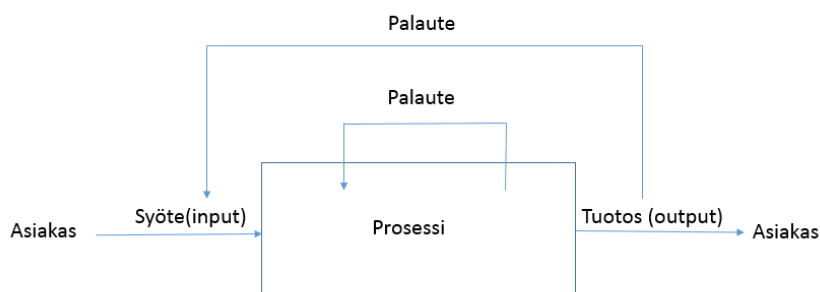 Palaute
Palaute
Asiakas
Syöte(input)
Prosessi
Tuotos (output)
Asiakas